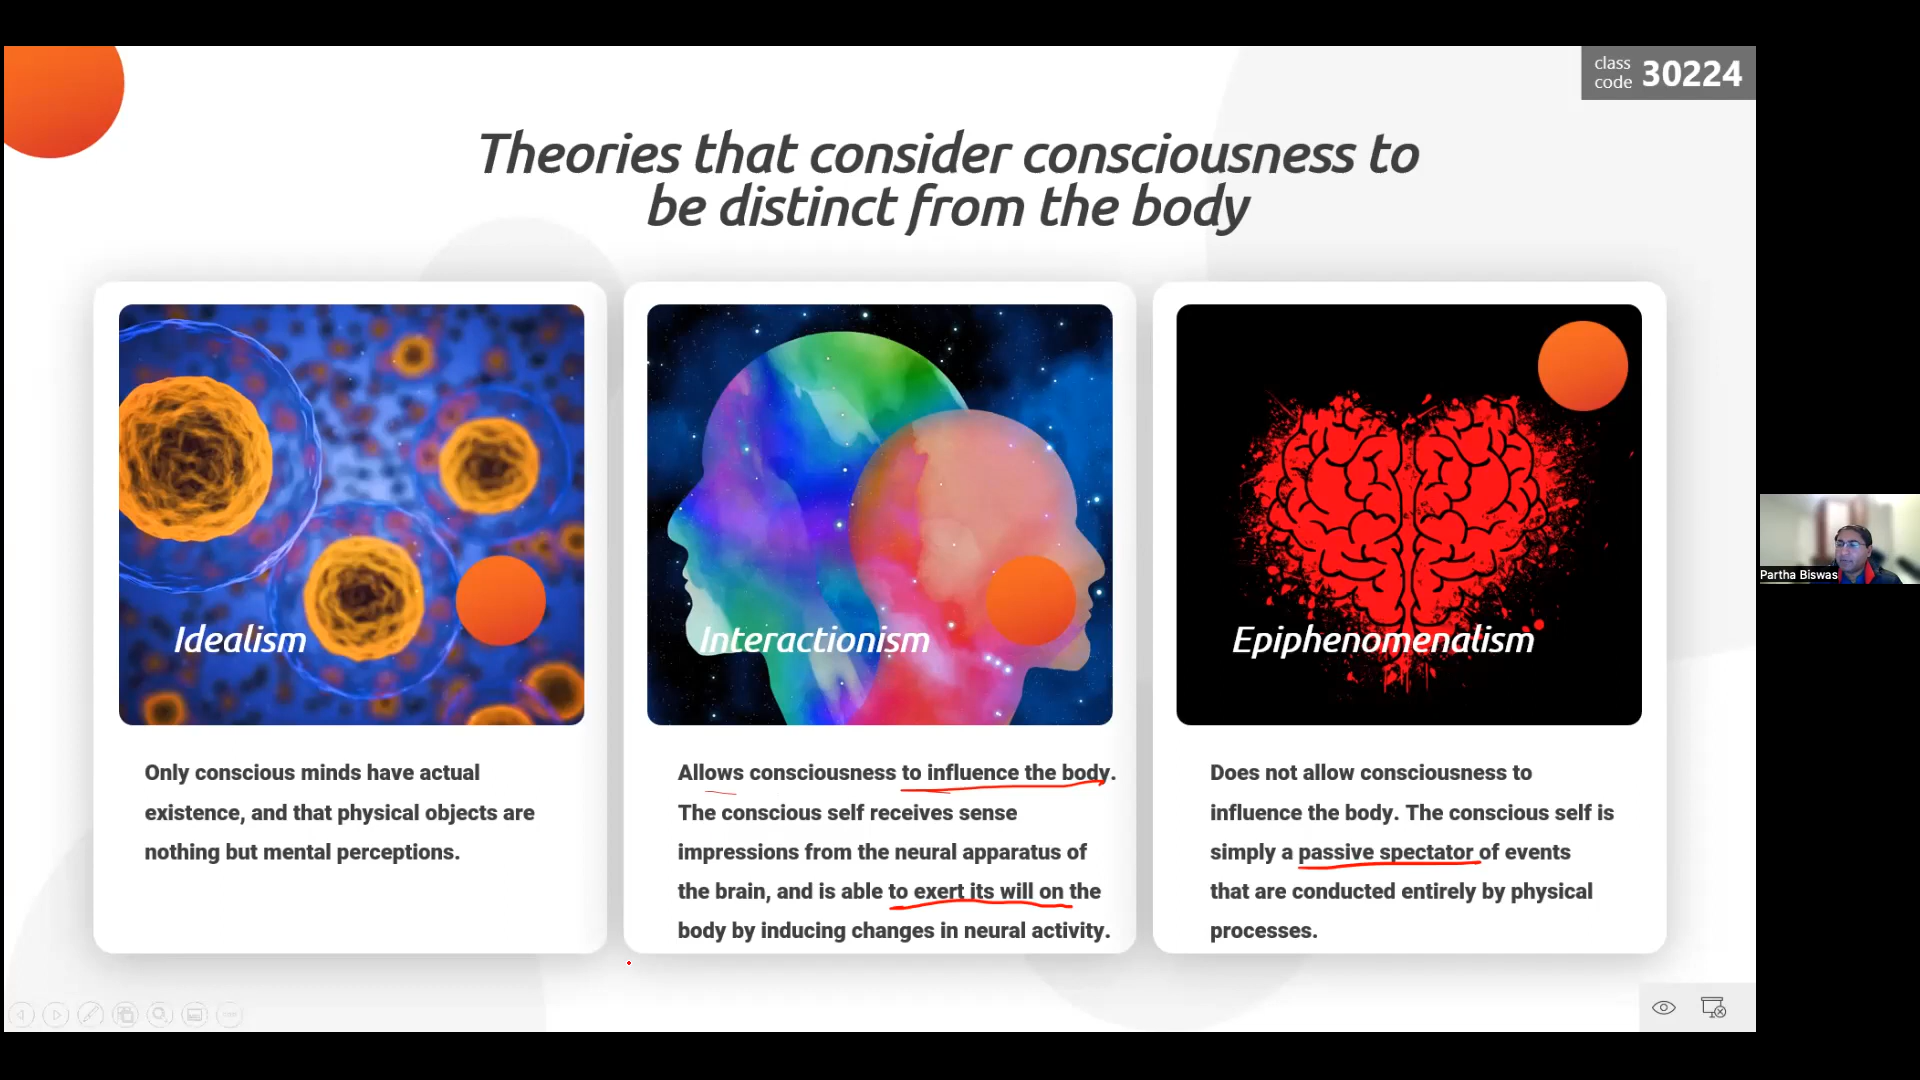 class
code 30224
Theories that consider consciousness to
be distinct from the body
Idealism
Only conscious minds have actual
existence, and that physical objects are
nothing but mental perceptions.
Interactionism
Allows consciousness to influence the body.
The conscious self receives sense
impressions from the neural apparatus of
the brain, and is able to exert its will on the
body by inducing changes in neural activity.
Epiphenomenalism
Does not allow consciousness to
influence the body. The conscious self is
simply a passive spectator of events
that are conducted entirely by physical
processes.
Partha Biswas